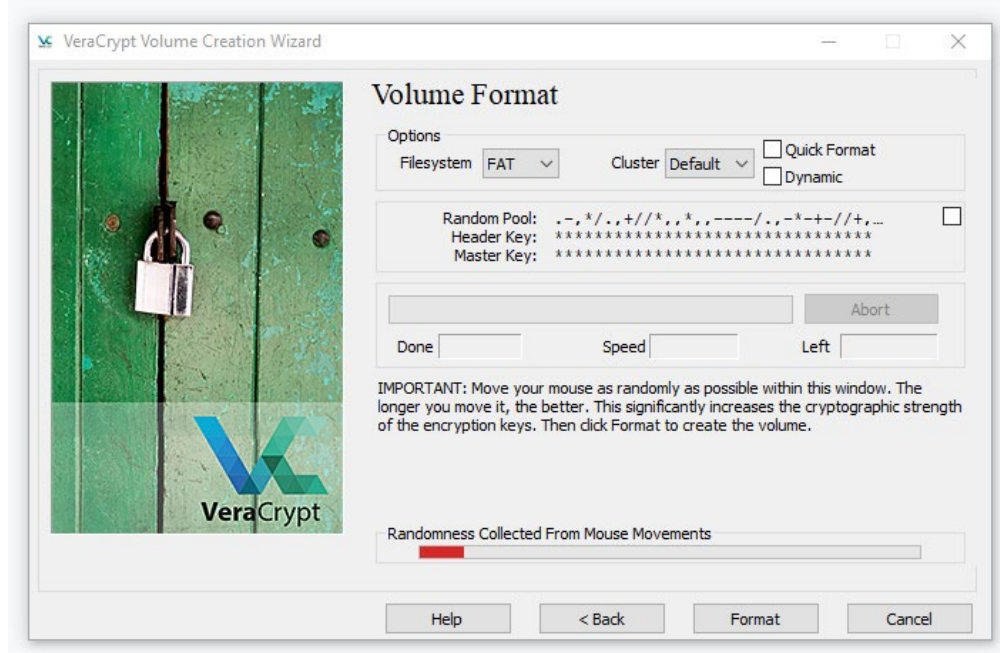 VeraCrypt Volume Creation Wizard
Volume Format
Options
Filesystem FAT Cluster Default Quick Format
Dynamic
Random Pool: .-,*/.,+//*,,*,,----/.,-*-+-//+,...
Header Key: ********************************
Master Key: ********************************
Abort
Done Speed Left
IMPORTANT: Move your mouse as randomly as possible within this window. The
longer you move it, the better. This significantly increases the cryptographic strength
of the encryption keys. Then click Format to create the volume.
VeraCrypt
Randomness Collected From Mouse Movements
Help < Back Format Cancel